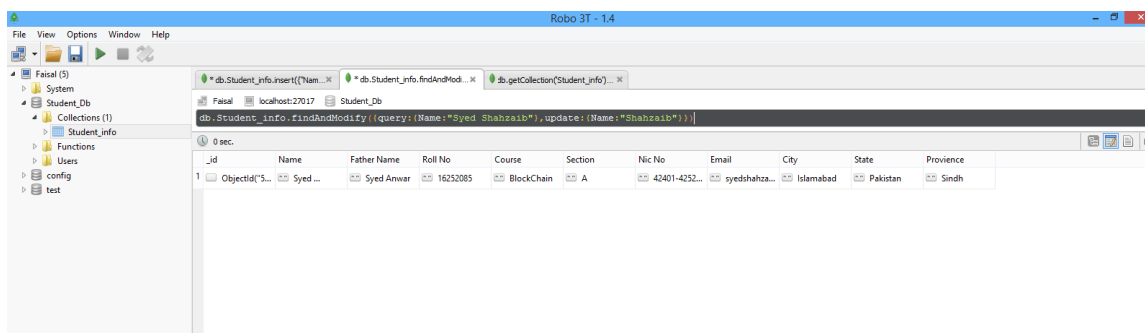 Robo 3T - 1.4
File View Options Window Help
Faisal (5)
System
Student_Db
Collections (1)
Student_info
Functions
Users
config
test
* db.Student_info.insert({"Nam... * db.Student_info.findAndModi... db.getCollection('Student_info')....
Faisal localhost:27017 Student_Db
db.Student_info.findAndModify({query:{Name:"Syed Shahzaib"},update:{Name:"Shahzaib"}})
0 sec.
_id Name Father Name Roll No Course Section Nic No Email City State Provience
1 ObjectId("5... Syed ... Syed Anwar 16252085 BlockChain A 42401-4252... syedshahza... Islamabad Pakistan Sindh